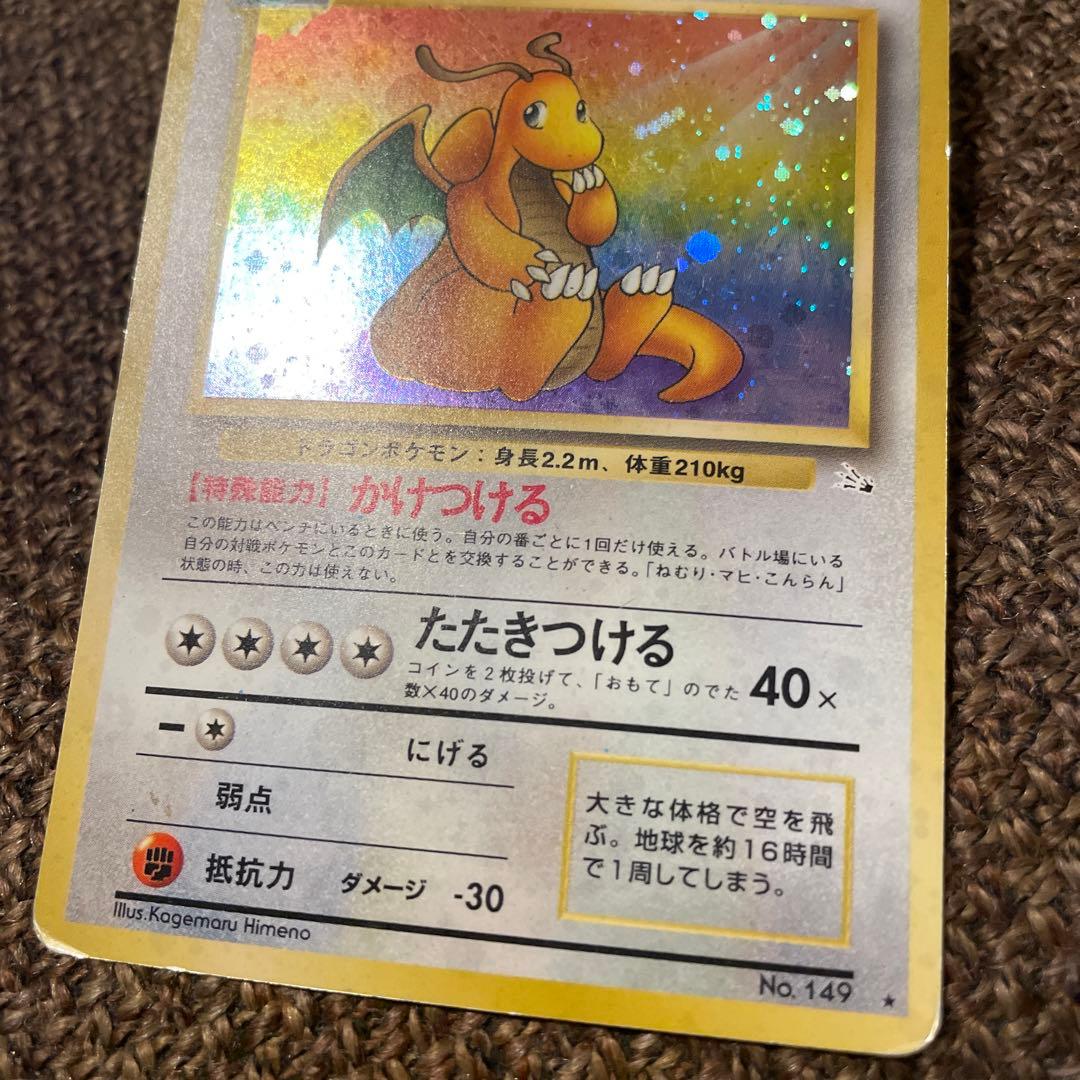 ドラゴンポケモン：身長2.2m、体重210kg
【特殊能力】かけつける
この能力はベンチにいるときに使う。自分の番ごとに1回だけ使える。バトル場にいる
自分の対戦ポケモンとこのカードとを交換することができる。「ねむり・マヒ・こんらん」
状態の時、この力は使えない。
たたきつける
コインを2枚投げて、「おもて」のでた
数×40のダメージ。
40×
にげる
弱点
抵抗力 ダメージ -30
大きな体格で空を飛
ぶ。地球を約16時間
で1周してしまう。
Illus.Kagemaru Himeno
No. 149